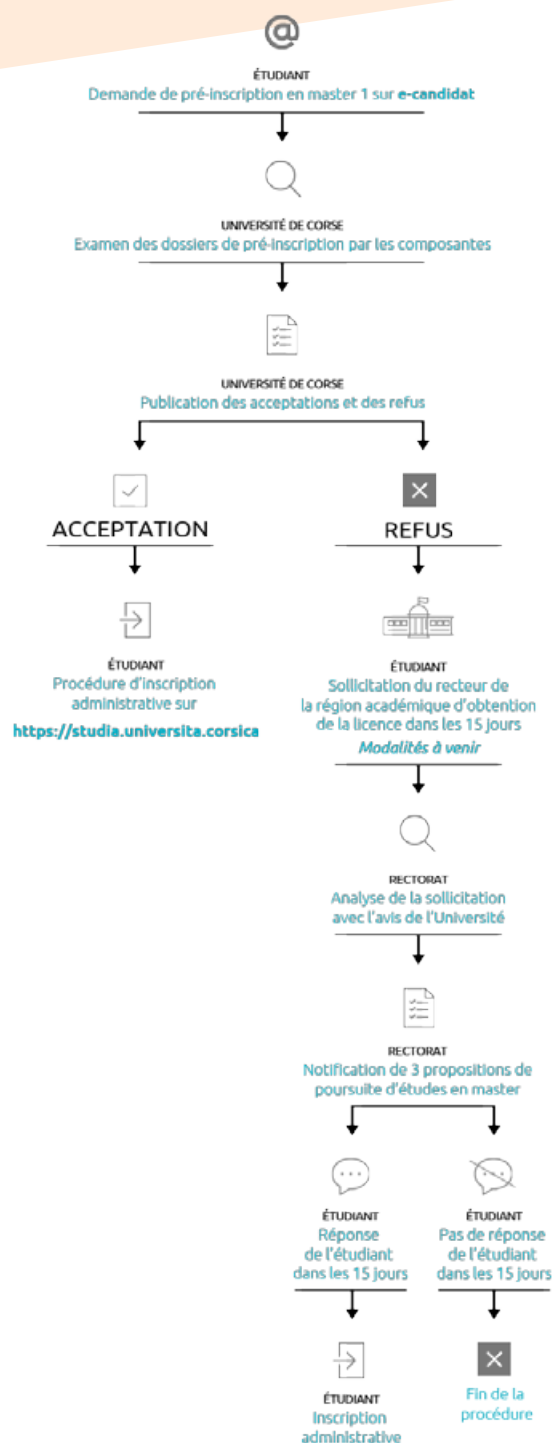 @
ÉTUDIANT
Demande de pré-inscription en master 1 sur e-candidat
UNIVERSITÉ DE CORSE
Examen des dossiers de pré-inscription par les composantes
UNIVERSITÉ DE CORSE
Publication des acceptations et des refus
ACCEPTATION
ÉTUDIANT
Procédure d'inscription
administrative sur
https://studia.universita.corsica
REFUS
ÉTUDIANT
Sollicitation du recteur de
la région académique d'obtention
de la licence dans les 15 jours
Modalités à venir
RECTORAT
Analyse de la sollicitation
avec l'avis de l'Université
RECTORAT
Notification de 3 propositions de
poursuite d'études en master
ÉTUDIANT
Réponse
de l'étudiant
dans les 15 jours
ÉTUDIANT
Inscription
administrative
ÉTUDIANT
Pas de réponse
de l'étudiant
dans les 15 jours
Fin de la
procédure